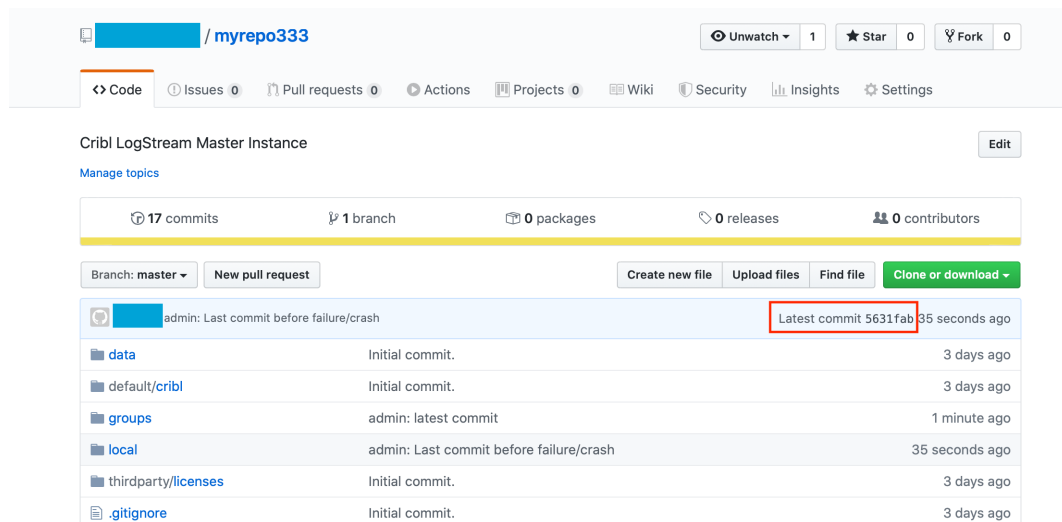 / myrepo333
Unwatch 1 Star 0 Fork 0
<> Code Issues 0 Pull requests 0 Actions Projects 0 Wiki Security Insights Settings
Cribl LogStream Master Instance Edit
Manage topics
17 commits 1 branch 0 packages 0 releases 0 contributors
Branch: master New pull request Create new file Upload files Find file Clone or download
admin: Last commit before failure/crash Latest commit 5631fab 35 seconds ago
data Initial commit. 3 days ago
default/cribl Initial commit. 3 days ago
groups admin: latest commit 1 minute ago
local admin: Last commit before failure/crash 35 seconds ago
thirdparty/licenses Initial commit. 3 days ago
.gitignore Initial commit. 3 days ago